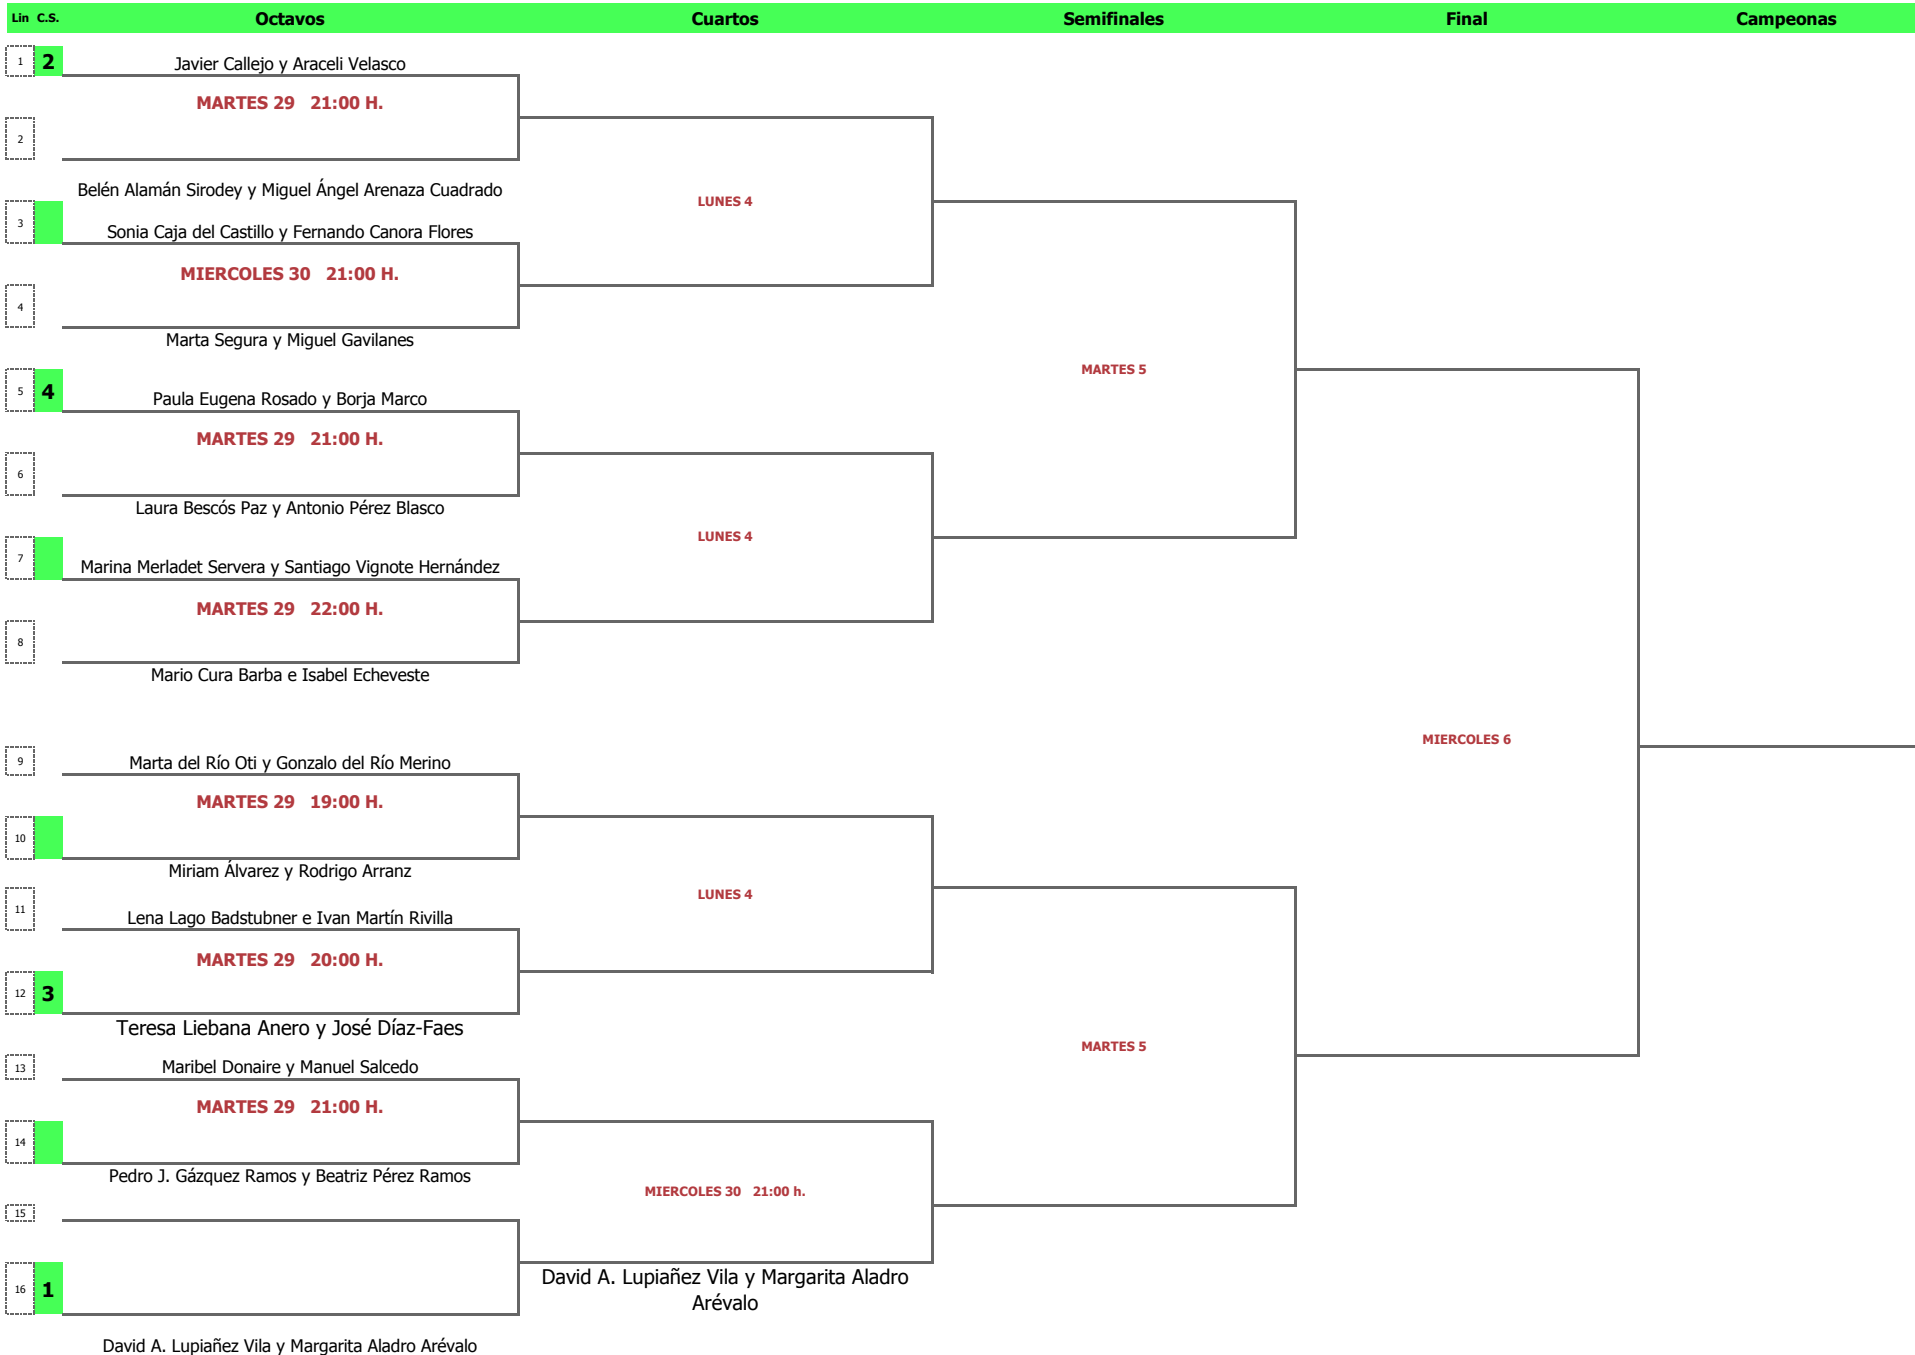 Lin C.S. Octavos Cuartos Semifinales Final Campeonas
1 2 Javier Callejo y Araceli Velasco
MARTES 29 21:00 H.
2
Belén Alamán Sirodey y Miguel Ángel Arenaza Cuadrado
LUNES 4
3 Sonia Caja del Castillo y Fernando Canora Flores
MIERCOLES 30 21:00 H.
4
Marta Segura y Miguel Gavilanes
MARTES 5
5 4 Paula Eugena Rosado y Borja Marco
MARTES 29 21:00 H.
6
Laura Bescós Paz y Antonio Pérez Blasco
LUNES 4
7 Marina Merladet Servera y Santiago Vignote Hernández
MARTES 29 22:00 H.
8
Mario Cura Barba e Isabel Echeveste
MIERCOLES 6
9 Marta del Río Oti y Gonzalo del Río Merino
MARTES 29 19:00 H.
10
Miriam Álvarez y Rodrigo Arranz
LUNES 4
11 Lena Lago Badstubner e Ivan Martín Rivilla
MARTES 29 20:00 H.
12 3
Teresa Liebana Anero y José Díaz-Faes
MARTES 5
13 Maribel Donaire y Manuel Salcedo
MARTES 29 21:00 H.
14
Pedro J. Gázquez Ramos y Beatriz Pérez Ramos
MIERCOLES 30 21:00 h.
15
David A. Lupiañez Vila y Margarita Aladro
Arévalo
16 1
David A. Lupiañez Vila y Margarita Aladro Arévalo